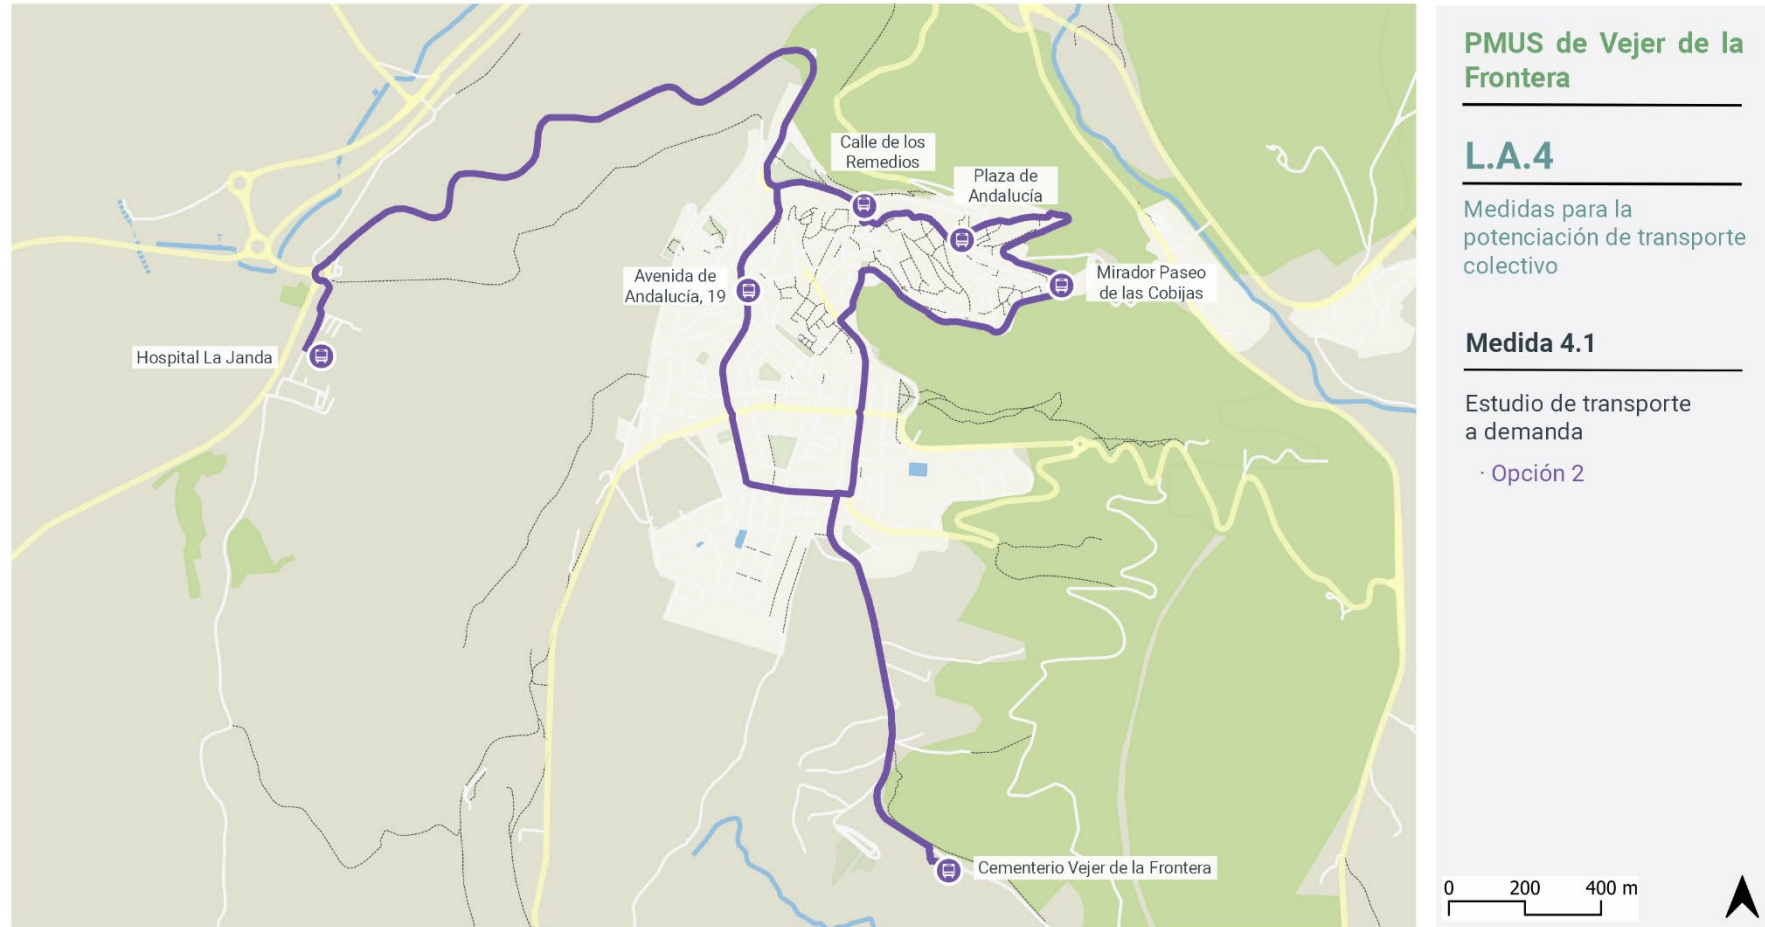 Calle de los
Remedios
Plaza de
Andalucía
Avenida de
Andalucía, 19
Mirador Paseo
de las Cobijas
Hospital La Janda
Cementerio Vejer de la Frontera
PMUS de Vejer de la
Frontera
L.A.4
Medidas para la
potenciación de transporte
colectivo
Medida 4.1
Estudio de transporte
a demanda
· Opción 2
0 200 400 m